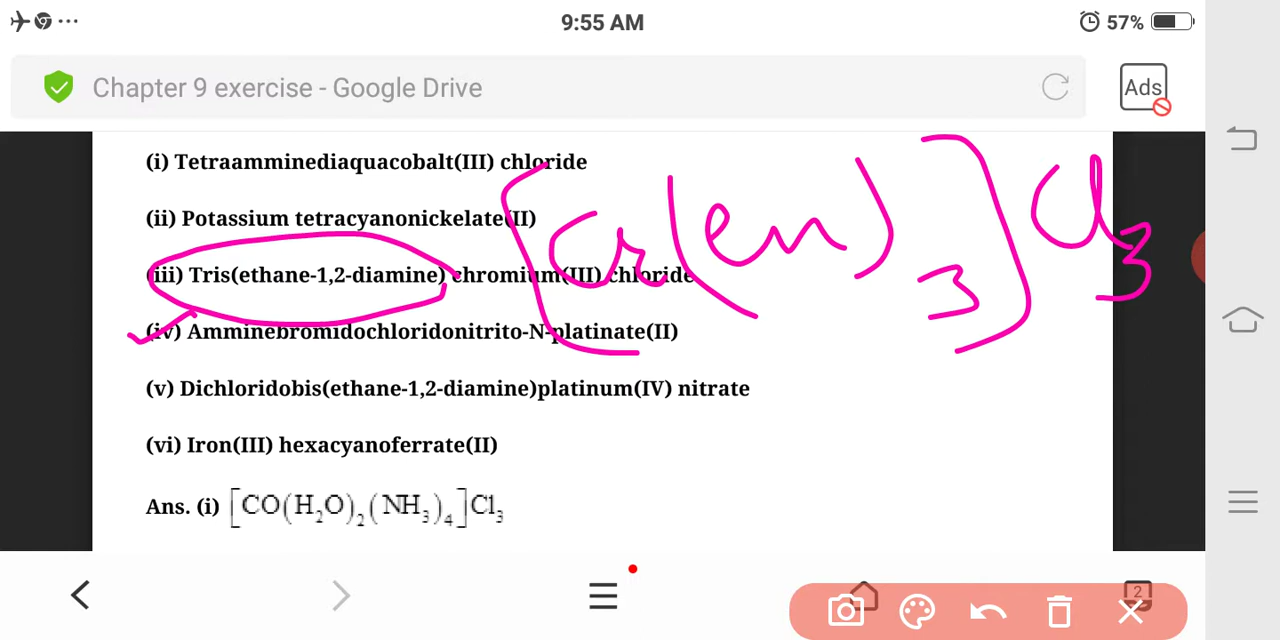 9:55 AM
57%
Chapter 9 exercise - Google Drive
Ads
(i) Tetraamminediaquacobalt(III) chloride
(ii) Potassium tetracyanonickelate(II)
(iii) Tris(ethane-1,2-diamine) chromium(III) chloride
[Cr(en)3]Cl3
(iv) Amminebromidochloridonitrito-N-platinate(II)
(v) Dichloridobis(ethane-1,2-diamine)platinum(IV) nitrate
(vi) Iron(III) hexacyanoferrate(II)
Ans. (i) [CO(H₂O)₂(NH₃)₄]Cl₃
2